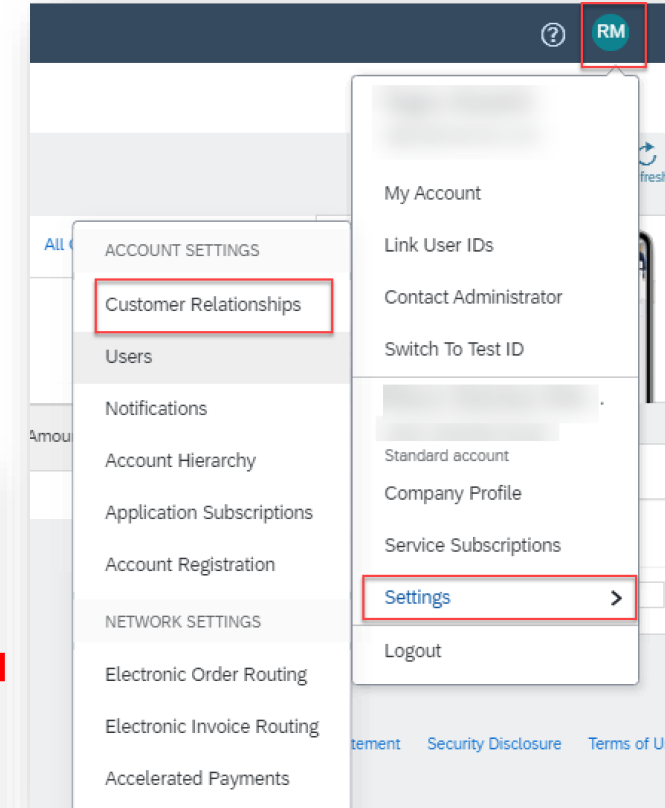 RM
fresh
My Account
Link User IDs
Contact Administrator
Switch To Test ID
Standard account
Company Profile
Service Subscriptions
Settings
Logout
All
ACCOUNT SETTINGS
Customer Relationships
Users
Notifications
Account Hierarchy
Application Subscriptions
Account Registration
NETWORK SETTINGS
Electronic Order Routing
Electronic Invoice Routing
Accelerated Payments
Amou
tement Security Disclosure Terms of U